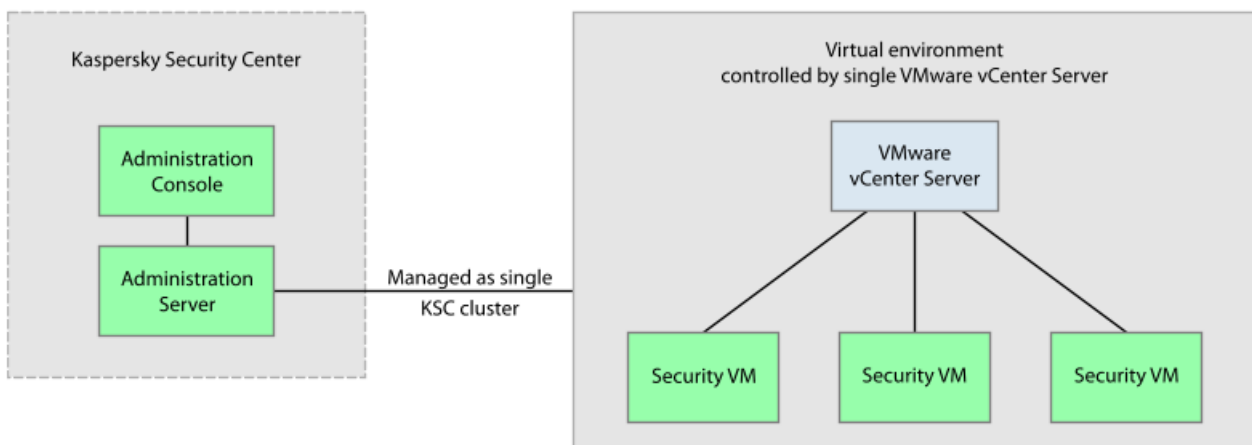 Kaspersky Security Center
Administration
Console
Administration
Server
Managed as single
KSC cluster
Virtual environment
controlled by single VMware vCenter Server
VMware
vCenter Server
Security VM
Security VM
Security VM